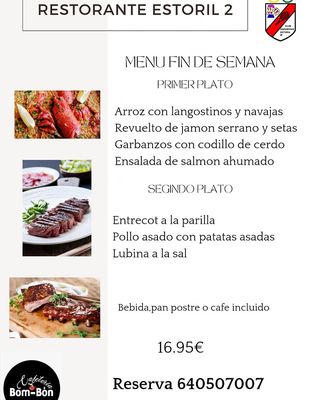 RESTORANTE ESTORIL 2
MENU FIN DE SEMANA
PRIMER PLATO
Arroz con langostinos y navajas
Revuelto de jamon serrano y setas
Garbanzos con codillo de cerdo
Ensalada de salmon ahumado
SEGINDO PLATO
Entrecot a la parilla
Pollo asado con patatas asadas
Lubina a la sal
Bebida,pan postre o cafe incluido
16.95€
Cafetería
Bom-Bón
Reserva 640507007